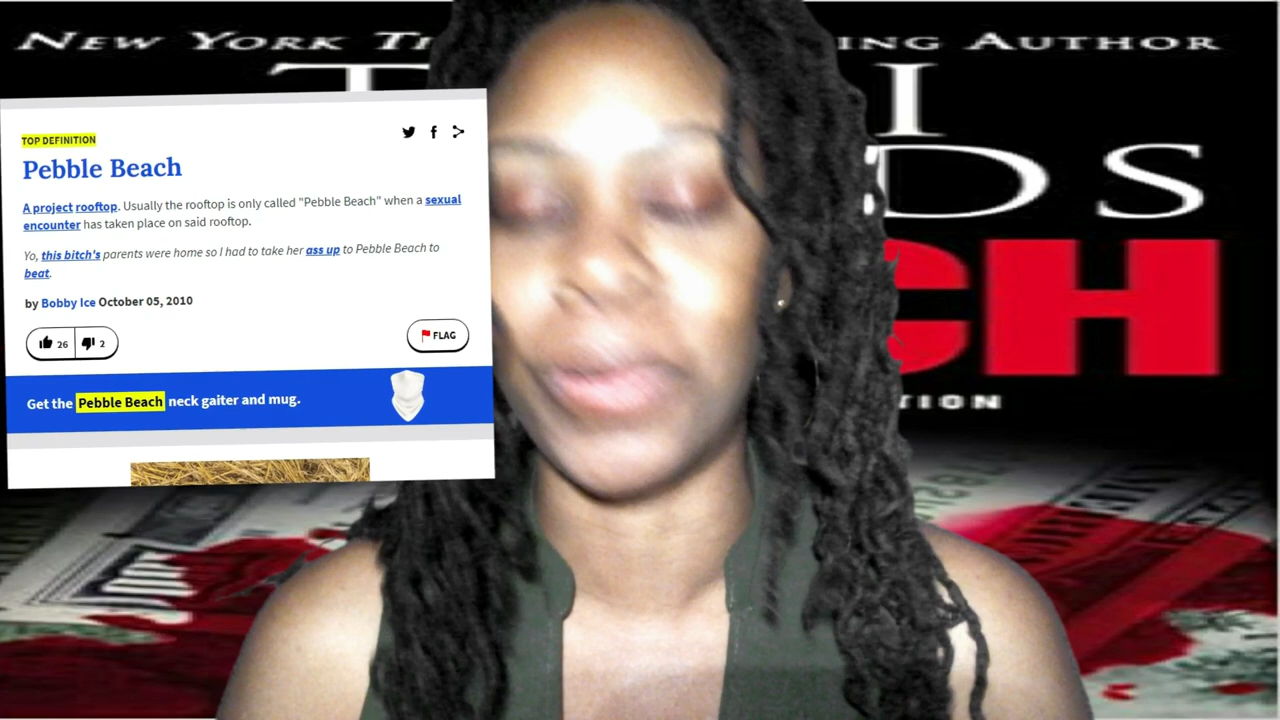 NEW YORK TI ING AUTHOR
T I
DS
CH
TION
TOP DEFINITION
Pebble Beach
A project rooftop. Usually the rooftop is only called "Pebble Beach" when a sexual
encounter has taken place on said rooftop.
Yo, this bitch's parents were home so I had to take her ass up to Pebble Beach to
beat.
by Bobby Ice October 05, 2010
26 2
FLAG
Get the Pebble Beach neck gaiter and mug.